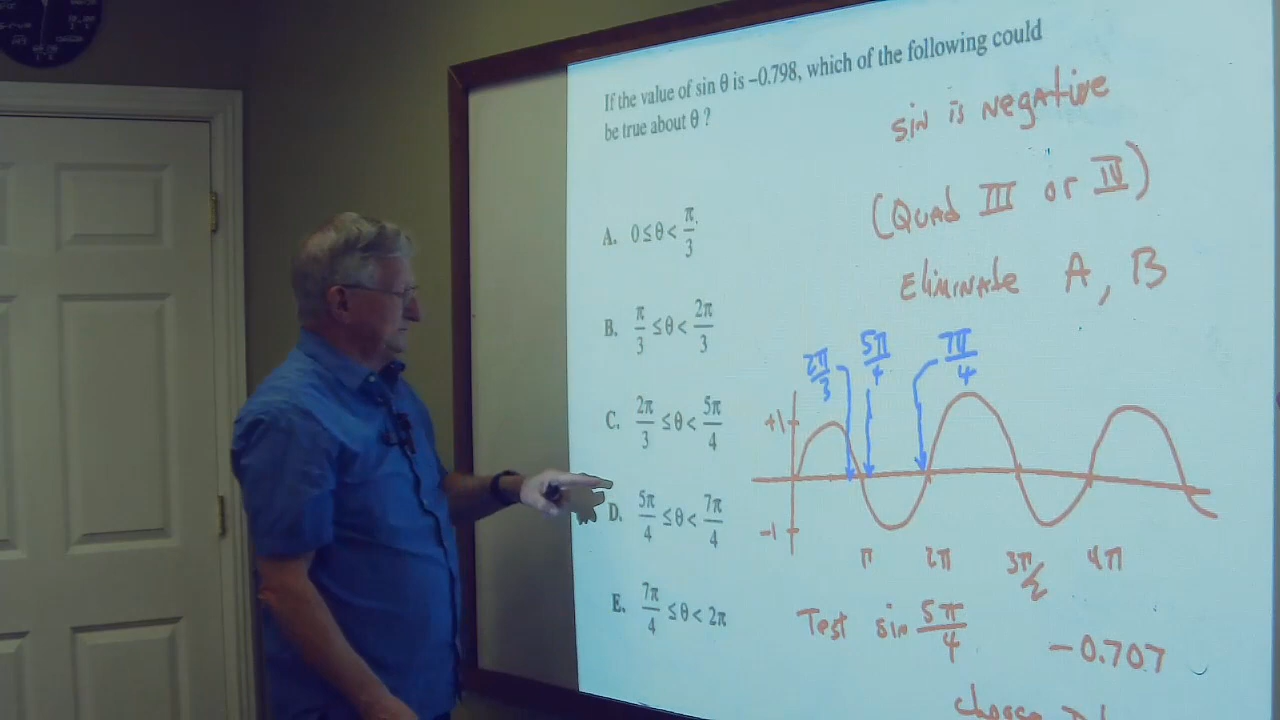 If the value of sin θ is –0.798, which of the following could
be true about θ ?
A. 0 ≤ θ < π/3
B. π/3 ≤ θ < 2π/3
C. 2π/3 ≤ θ < 5π/4
D. 5π/4 ≤ θ < 7π/4
E. 7π/4 ≤ θ < 2π
sin is negative
(Quad III or IV)
Eliminate A, B
2π/3 5π/4 7π/4
+1
-1
π 2π 3π/2 4π
Test sin 5π/4
-0.707